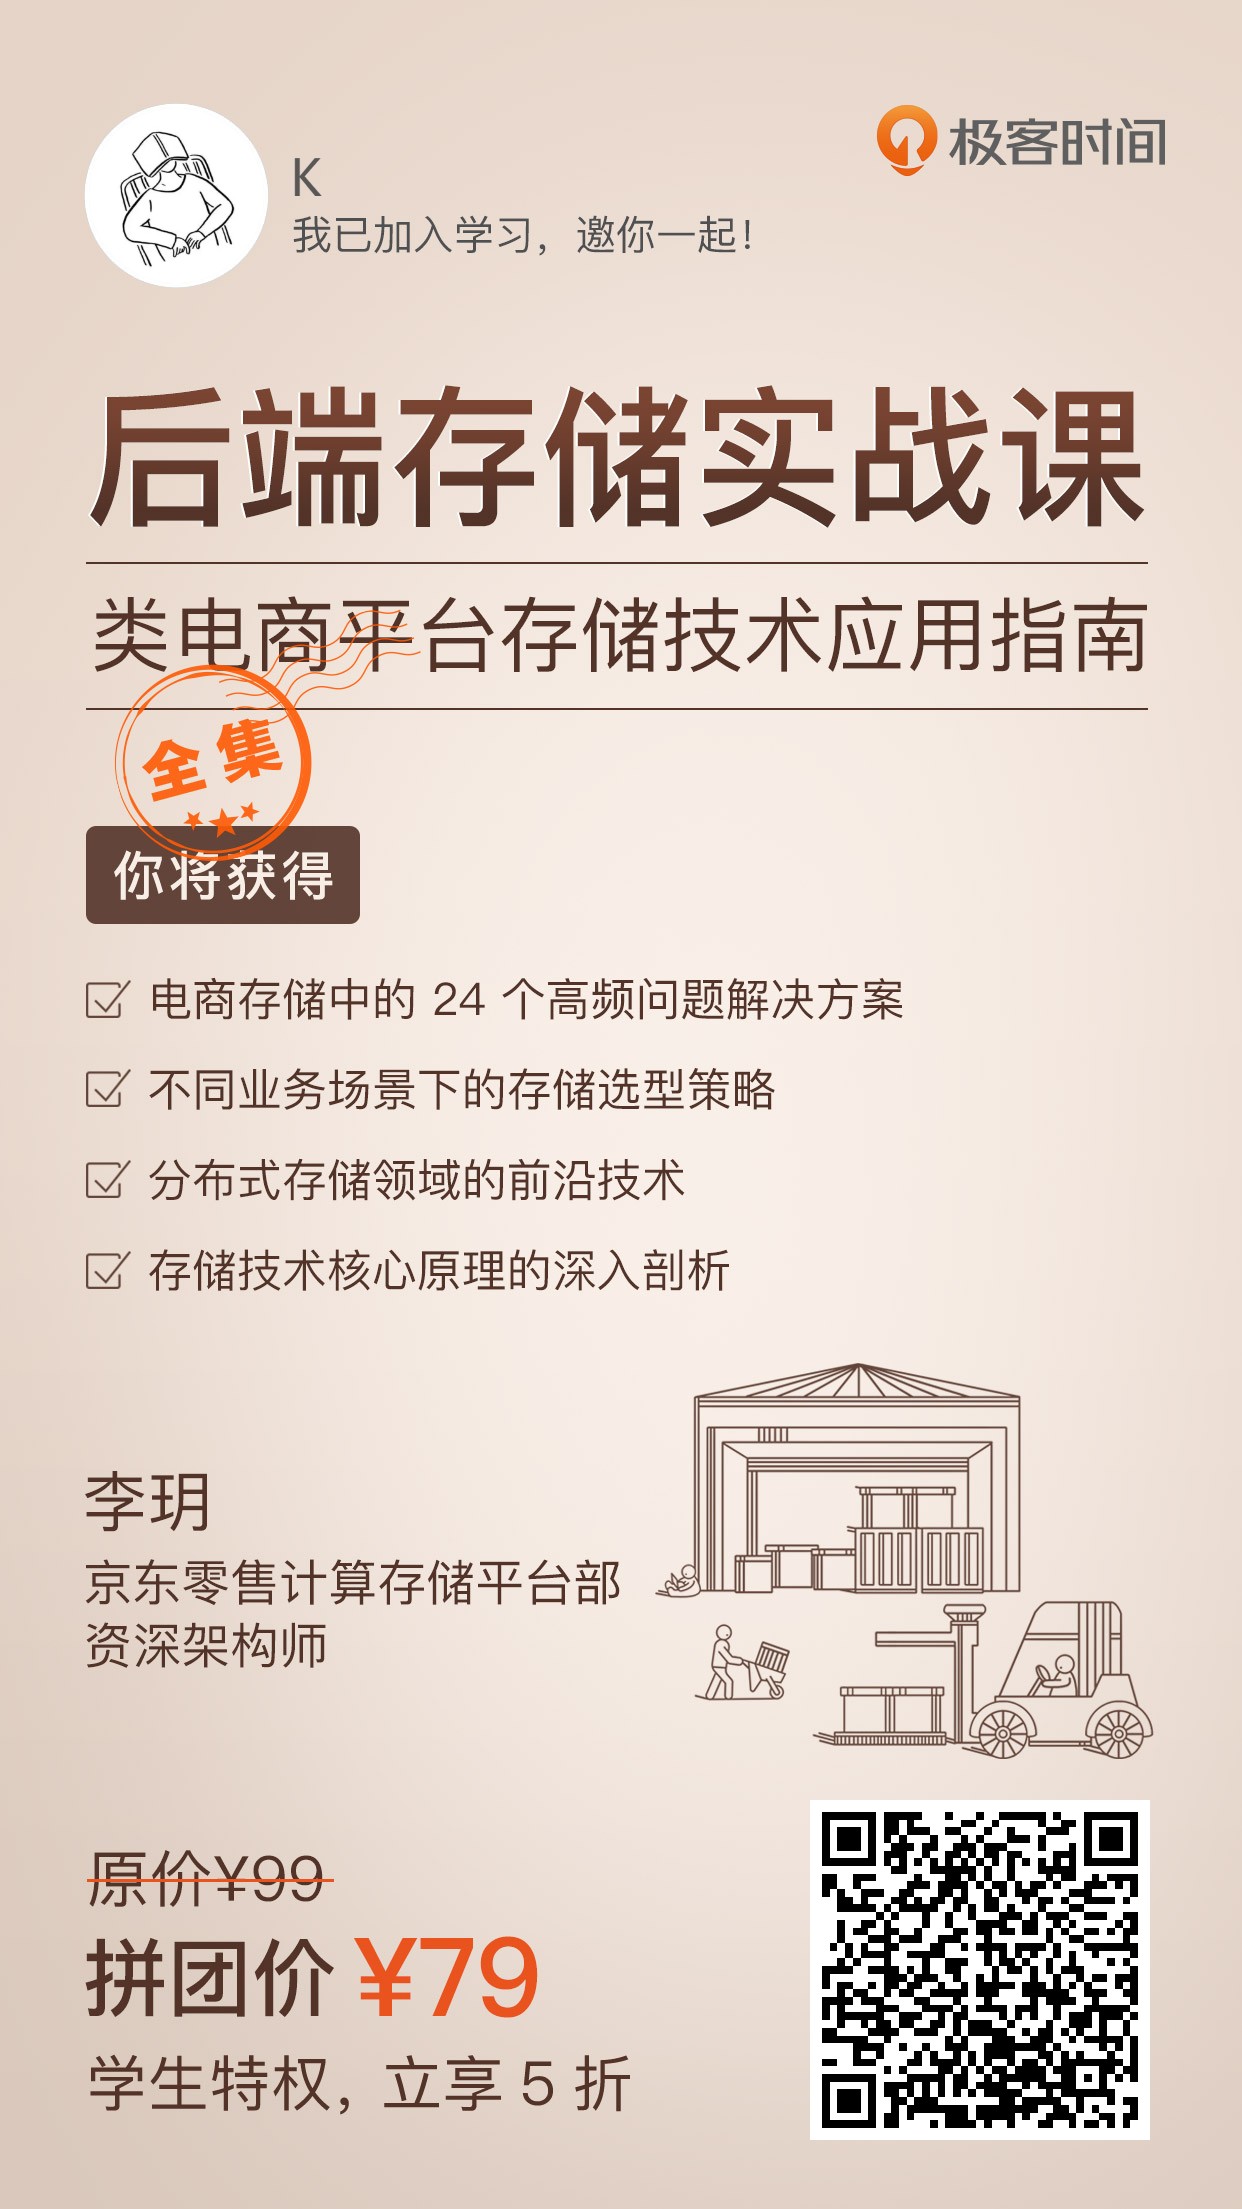 K
我已加入学习，邀你一起！
极客时间
后端存储实战课
类电商平台存储技术应用指南
全集
你将获得
电商存储中的 24 个高频问题解决方案
不同业务场景下的存储选型策略
分布式存储领域的前沿技术
存储技术核心原理的深入剖析
李玥
京东零售计算存储平台部
资深架构师
原价¥99
拼团价 ¥79
学生特权，立享 5 折